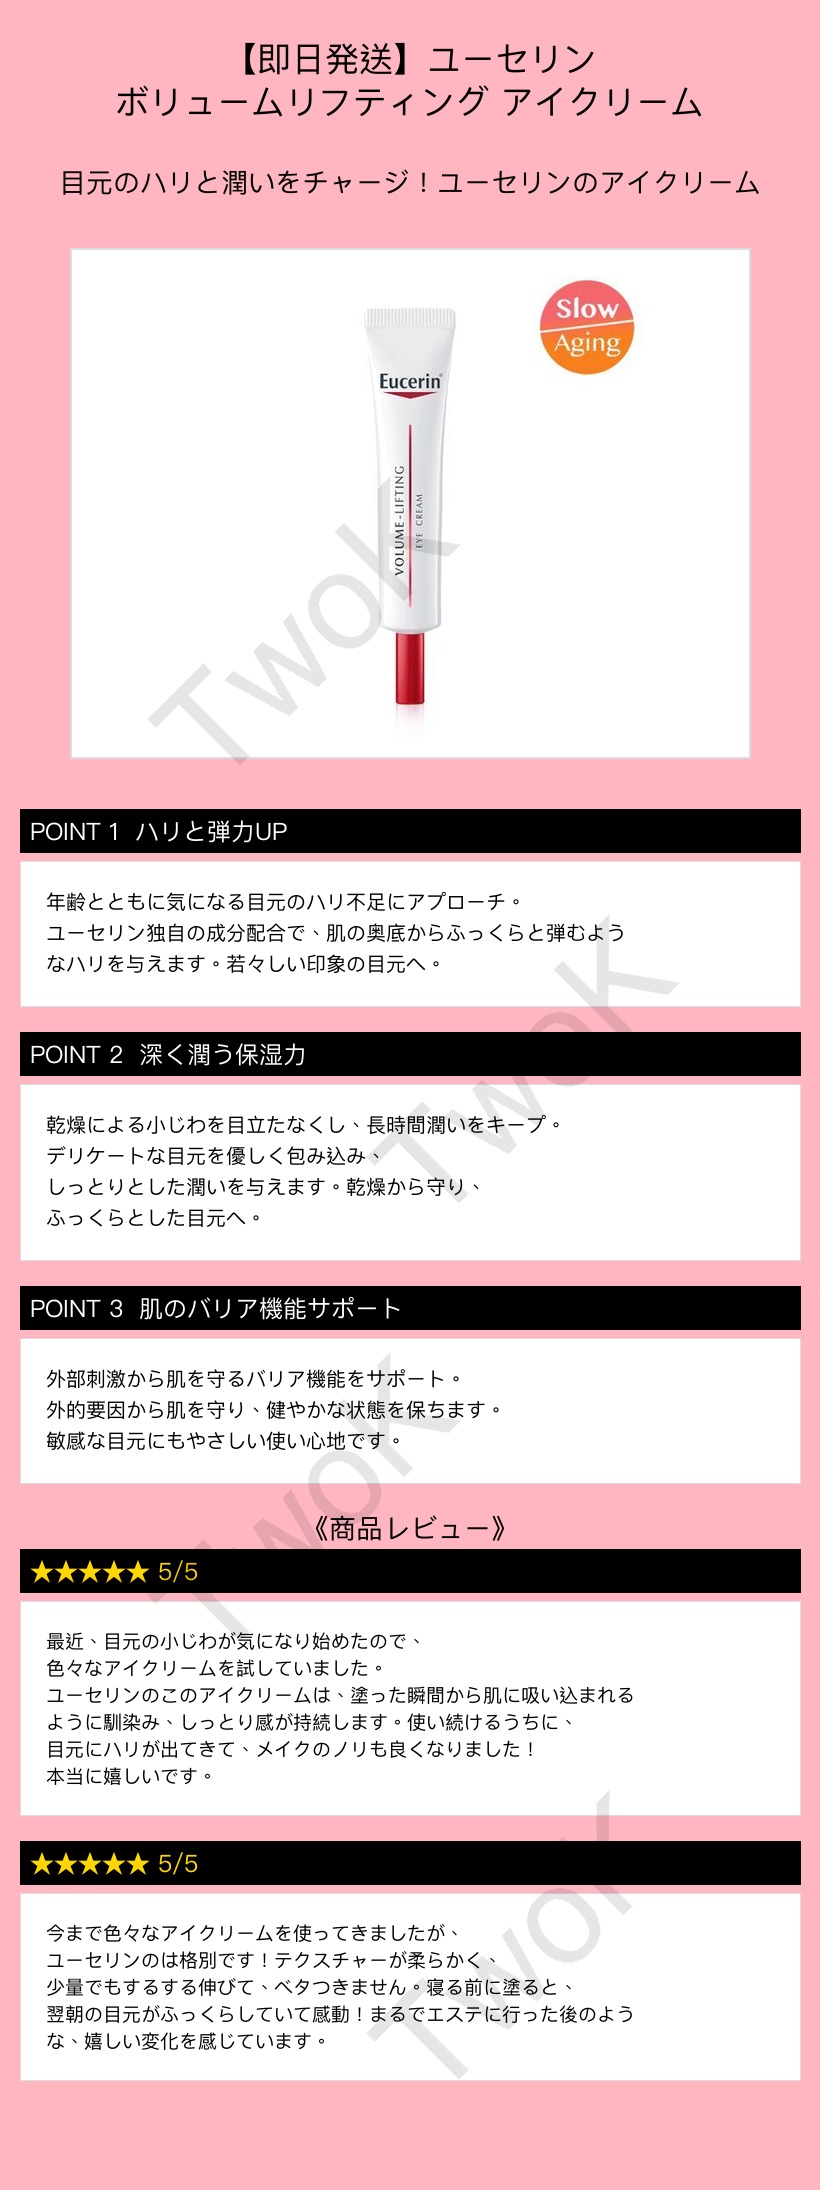 【即日発送】ユーセリン
ボリュームリフティング アイクリーム
目元のハリと潤いをチャージ！ユーセリンのアイクリーム
Slow
Aging
Eucerin®
VOLUME-LIFTING
EYE CREAM
TwoK
POINT 1 ハリと弾力UP
年齢とともに気になる目元のハリ不足にアプローチ。
ユーセリン独自の成分配合で、肌の奥底からふっくらと弾むよう
なハリを与えます。若々しい印象の目元へ。
TwoK
POINT 2 深く潤う保湿力
乾燥による小じわを目立たなくし、長時間潤いをキープ。
デリケートな目元を優しく包み込み、
しっとりとした潤いを与えます。乾燥から守り、
ふっくらとした目元へ。
POINT 3 肌のバリア機能サポート
外部刺激から肌を守るバリア機能をサポート。
外的要因から肌を守り、健やかな状態を保ちます。
敏感な目元にもやさしい使い心地です。
TwoK
《商品レビュー》
★★★★★ 5/5
最近、目元の小じわが気になり始めたので、
色々なアイクリームを試していました。
ユーセリンのこのアイクリームは、塗った瞬間から肌に吸い込まれる
ように馴染み、しっとり感が持続します。使い続けるうちに、
目元にハリが出てきて、メイクのノリも良くなりました！
本当に嬉しいです。
★★★★★ 5/5
今まで色々なアイクリームを使ってきましたが、
ユーセリンのは格別です！テクスチャーが柔らかく、
少量でもするする伸びて、ベタつきません。寝る前に塗ると、
翌朝の目元がふっくらしていて感動！まるでエステに行った後のよう
な、嬉しい変化を感じています。
TwoK